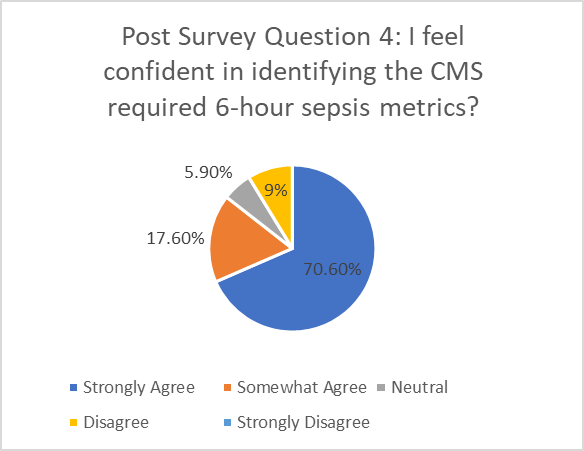 Post Survey Question 4: I feel
confident in identifying the CMS
required 6-hour sepsis metrics?
5.90%
9%
17.60%
70.60%
Strongly Agree
Somewhat Agree
Neutral
Disagree
Strongly Disagree